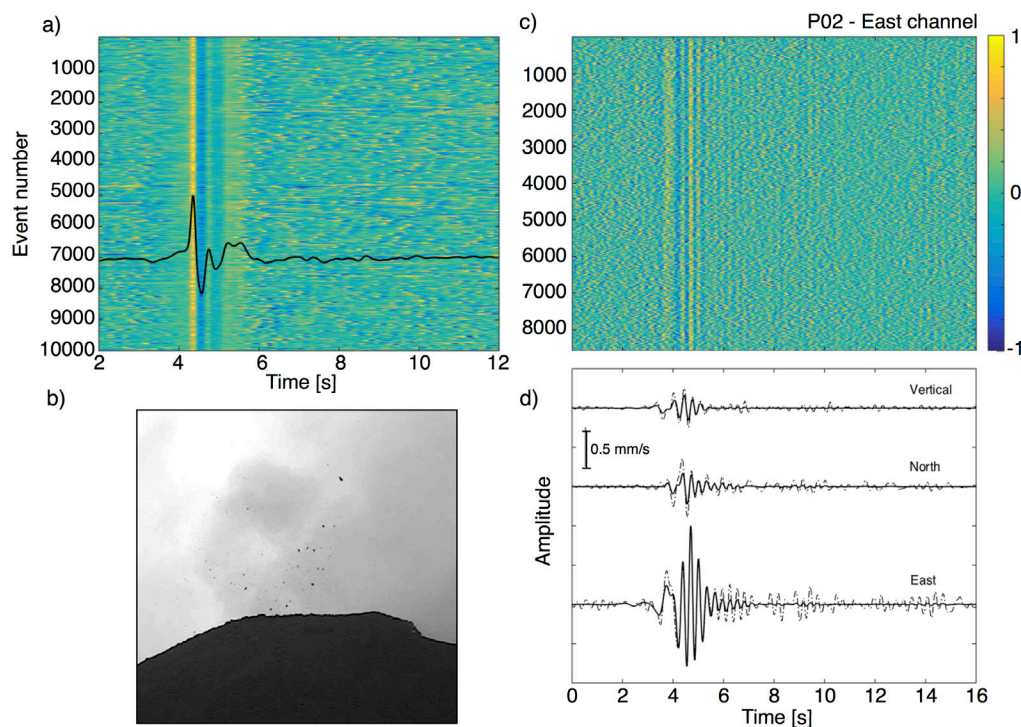 a)
Event number
1000
2000
3000
4000
5000
6000
7000
8000
9000
10000
2 4 6 8 10 12
Time [s]
b)
c)
P02 - East channel
1000
2000
3000
4000
5000
6000
7000
8000
1
0
-1
d)
Vertical
0.5 mm/s
North
East
Amplitude
0 2 4 6 8 10 12 14 16
Time [s]